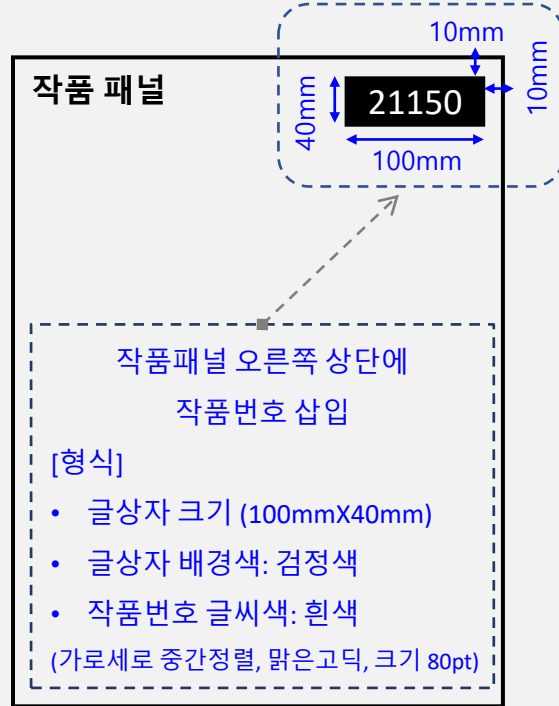 10mm
작품 패널
40mm
21150
10mm
100mm
작품패널 오른쪽 상단에
작품번호 삽입
[형식]
• 글상자 크기 (100mmX40mm)
• 글상자 배경색: 검정색
• 작품번호 글씨색: 흰색
(가로세로 중간정렬, 맑은고딕, 크기 80pt)